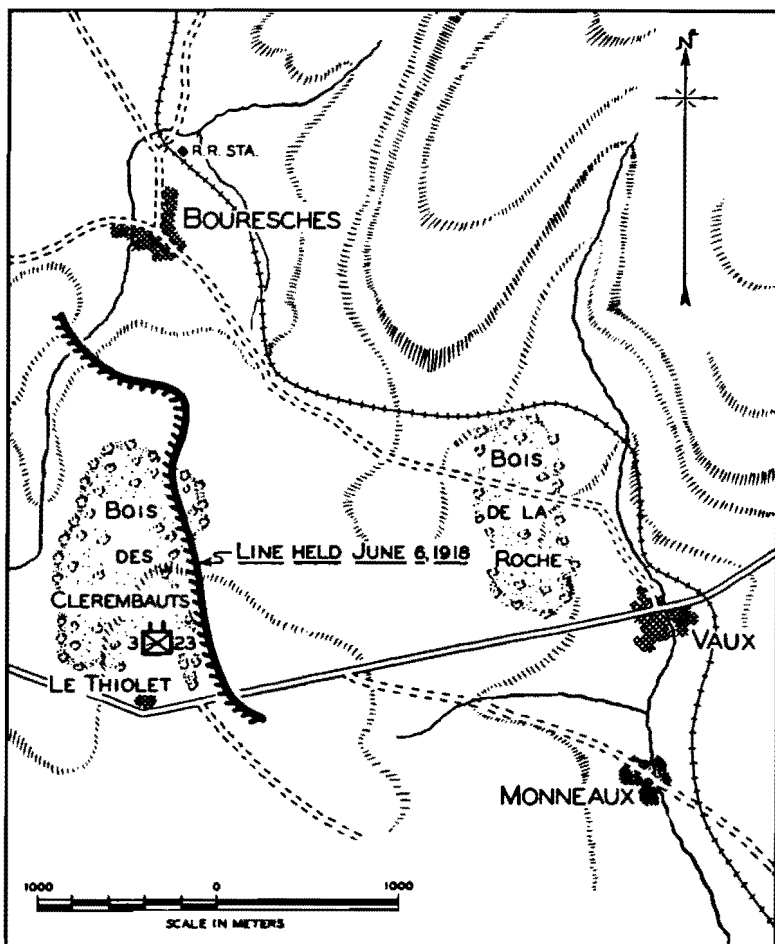 N
R.R. STA.
BOURESCHES
BOIS
DE LA
ROCHE
BOIS
DES
CLEREMBAUTS
LINE HELD JUNE 6, 1918
3 23
LE THIOLET
VAUX
MONNEAUX
1000 0 1000
SCALE IN METERS